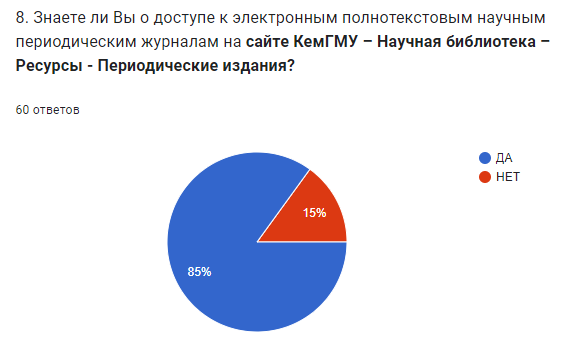 8. Знаете ли Вы о доступе к электронным полнотекстовым научным
периодическим журналам на сайте КемГМУ – Научная библиотека –
Ресурсы - Периодические издания?
60 ответов
ДА
НЕТ
15%
85%